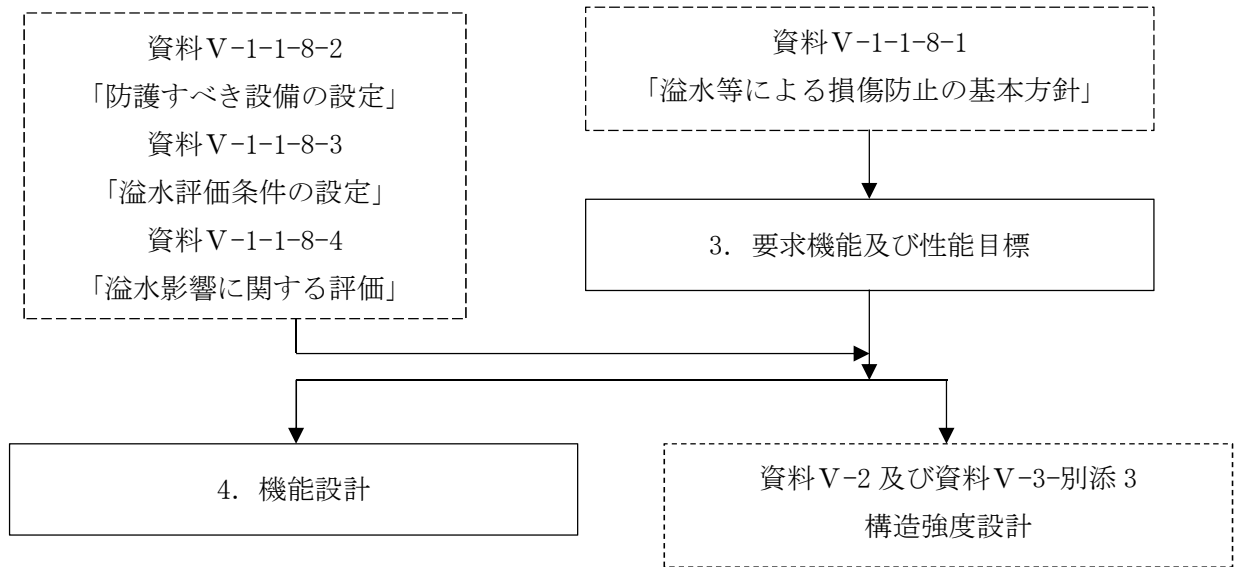 資料Ⅴ-1-1-8-2
「防護すべき設備の設定」
資料Ⅴ-1-1-8-3
「溢水評価条件の設定」
資料Ⅴ-1-1-8-4
「溢水影響に関する評価」
資料Ⅴ-1-1-8-1
「溢水等による損傷防止の基本方針」
3. 要求機能及び性能目標
4. 機能設計
資料Ⅴ-2 及び資料Ⅴ-3-別添 3
構造強度設計